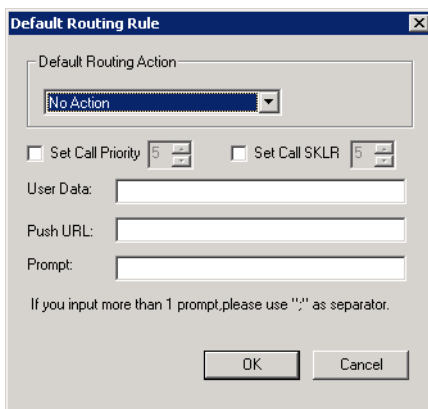 Default Routing Rule
Default Routing Action
No Action
Set Call Priority 5 Set Call SKLR 5
User Data:
Push URL:
Prompt:
If you input more than 1 prompt,please use ";" as separator.
OK Cancel